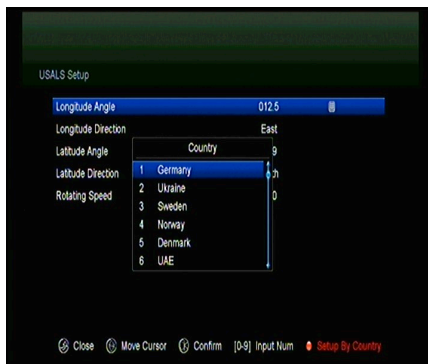 USALS Setup
Longitude Angle 012.5
Longitude Direction East
Latitude Angle 9
Latitude Direction th
Rotating Speed 0
Country
1 Germany
2 Ukraine
3 Sweden
4 Norway
5 Denmark
6 UAE
Close Move Cursor Confirm [0-9] Input Num Setup By Country